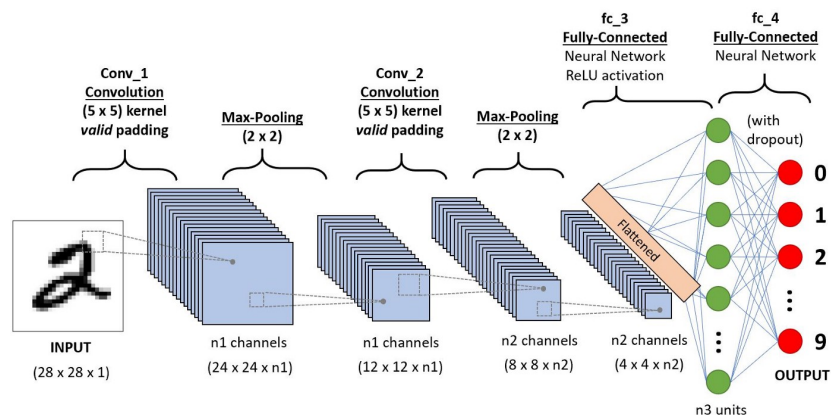 fc_3
Fully-Connected
Neural Network
ReLU activation
fc_4
Fully-Connected
Neural Network
Conv_1
Convolution
(5 x 5) kernel
valid padding
Max-Pooling
(2 x 2)
Conv_2
Convolution
(5 x 5) kernel
valid padding
Max-Pooling
(2 x 2)
(with
dropout)
Flattened
0
1
2
9
2
INPUT
(28 x 28 x 1)
n1 channels
(24 x 24 x n1)
n1 channels
(12 x 12 x n1)
n2 channels
(8 x 8 x n2)
n2 channels
(4 x 4 x n2)
OUTPUT
n3 units